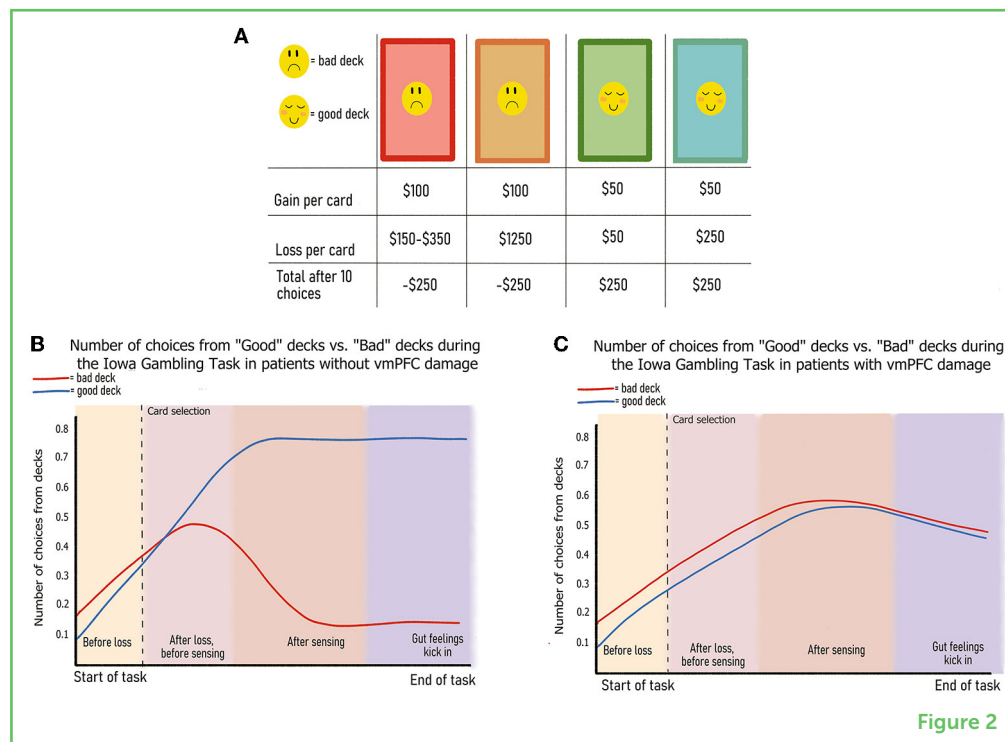 A
= bad deck
= good deck
Gain per card $100 $100 $50 $50
Loss per card $150-$350 $1250 $50 $250
Total after 10
choices -$250 -$250 $250 $250
B
Number of choices from "Good" decks vs. "Bad" decks during
the Iowa Gambling Task in patients without vmPFC damage
= bad deck
= good deck
Card selection
Number of choices from decks
0.8
0.7
0.6
0.5
0.4
0.3
0.2
0.1
Before loss
After loss,
before sensing
After sensing
Gut feelings
kick in
Start of task
End of task
C
Number of choices from "Good" decks vs. "Bad" decks during
the Iowa Gambling Task in patients with vmPFC damage
= bad deck
= good deck
Card selection
Number of choices from decks
0.8
0.7
0.6
0.5
0.4
0.3
0.2
0.1
Before loss
After loss,
before sensing
After sensing
Gut feelings
kick in
Start of task
End of task
Figure 2